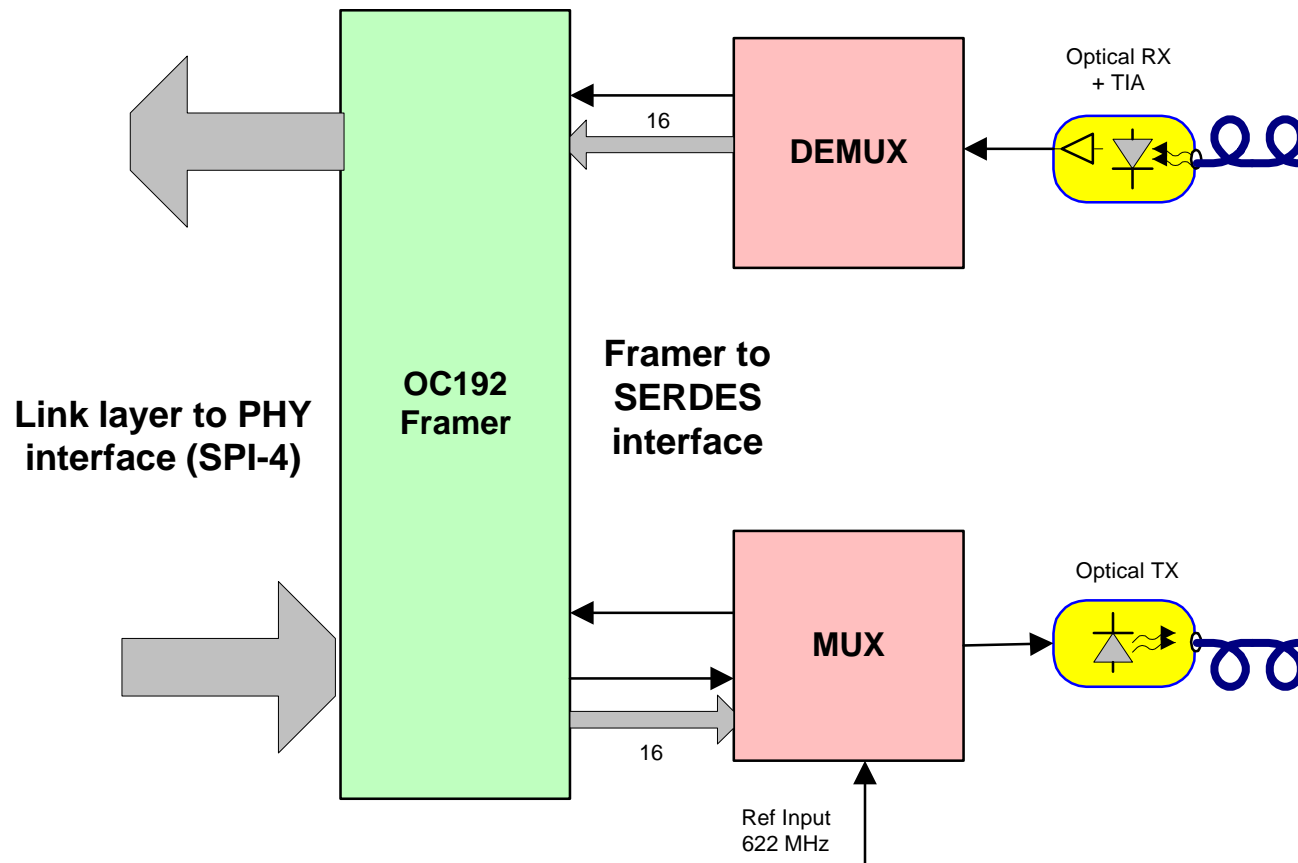 Optical RX
+ TIA
16
DEMUX
OC192
Framer
Framer to
SERDES
interface
Link layer to PHY
interface (SPI-4)
Optical TX
MUX
16
Ref Input
622 MHz